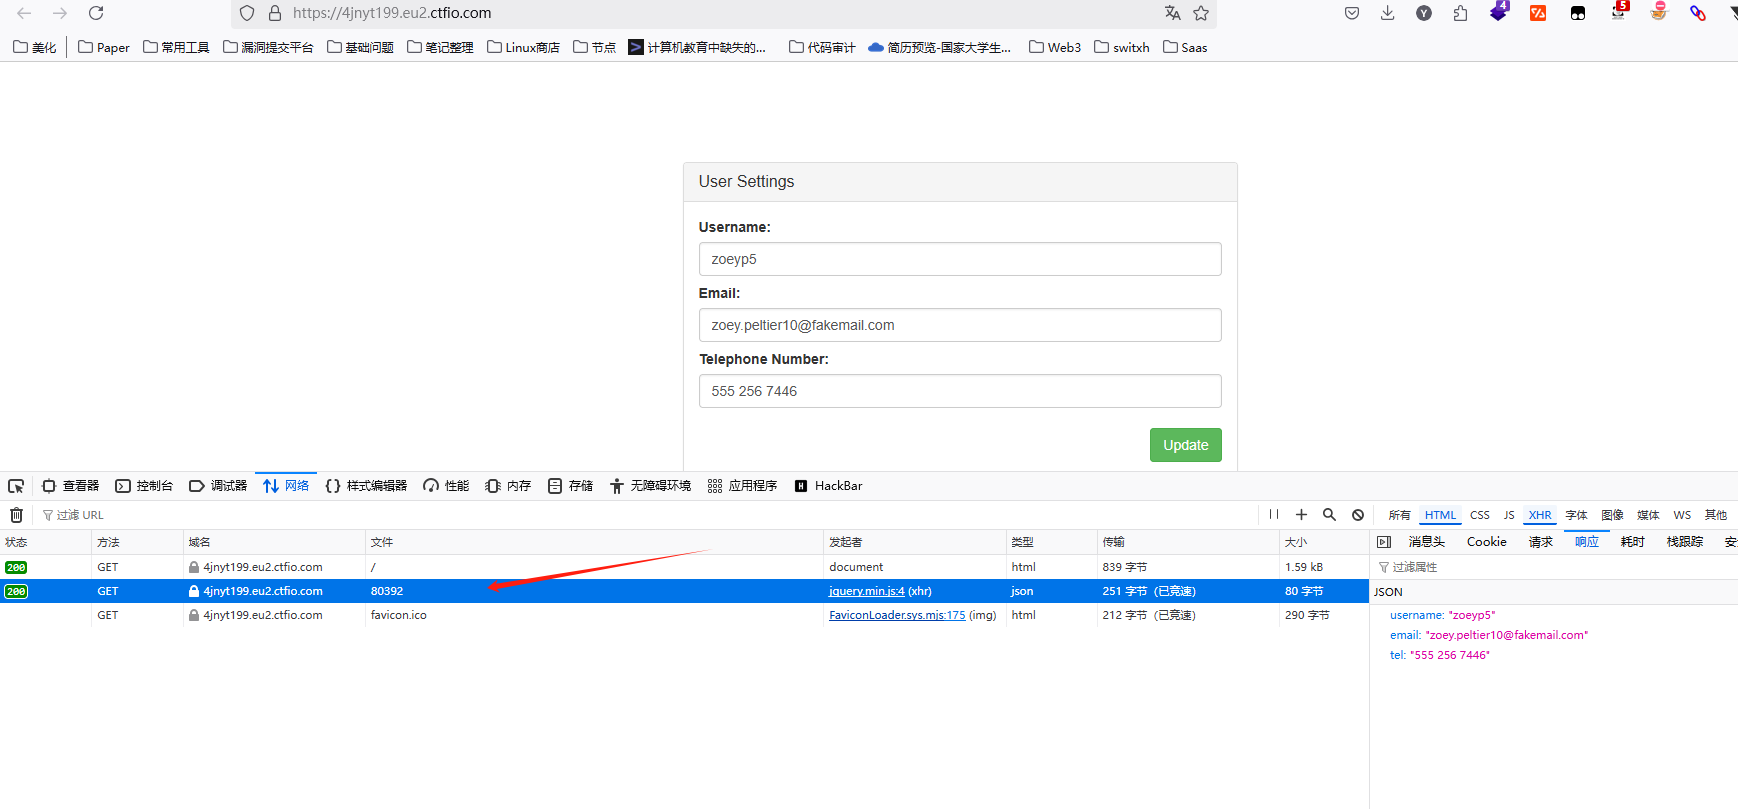 https://4jnyt199.eu2.ctfio.com
4
5
Y
美化 Paper 常用工具 漏洞提交平台 基础问题 笔记整理 Linux商店 节点 计算机教育中缺失的... 代码审计 简历预览-国家大学生... Web3 switxh Saas
User Settings
Username:
zoeyp5
Email:
zoey.peltier10@fakemail.com
Telephone Number:
555 256 7446
Update
查看器 控制台 调试器 网络 样式编辑器 性能 内存 存储 无障碍环境 应用程序 HackBar
过滤 URL
所有 HTML CSS JS XHR 字体 图像 媒体 WS 其他
状态 方法 域名 文件 发起者 类型 传输 大小
消息头 Cookie 请求 响应 耗时 栈跟踪 安
200 GET 4jnyt199.eu2.ctfio.com / document html 839 字节 1.59 kB
过滤属性
200 GET 4jnyt199.eu2.ctfio.com 80392 jquery.min.js:4 (xhr) json 251 字节 (已竞速) 80 字节
JSON
GET 4jnyt199.eu2.ctfio.com favicon.ico FaviconLoader.sys.mjs:175 (img) html 212 字节 (已竞速) 290 字节
username: "zoeyp5"
email: "zoey.peltier10@fakemail.com"
tel: "555 256 7446"